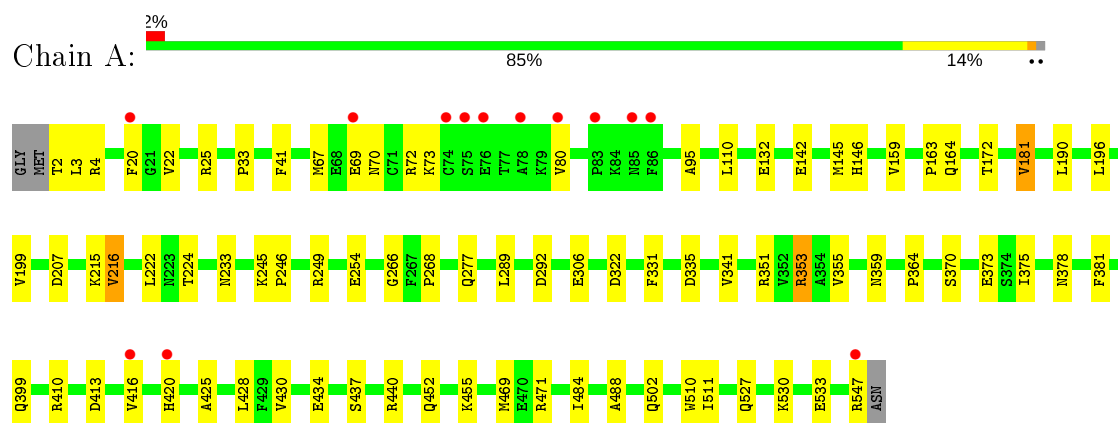 2%
Chain A:
85% 14% ••
GLY MET T2 L3 R4 F20 G21 V22 R25 P33 F41 M67 E68 E69 N70 C71 R72 K73 C74 S75 E76 T77 A78 K79 V80 P83 K84 N85 F86 A95 L110 E132 E142 M145 H146 V159 P163 Q164 T172 V181 L190 L196
V199 D207 K215 V216 L222 N223 T224 N233 K245 P246 R249 E254 G266 F267 P268 Q277 L289 D292 E306 D322 F331 D335 V341 R351 V352 R353 A354 V355 N359 P364 S370 E373 S374 I375 N378 F381
Q399 R410 D413 V416 H420 A425 L428 F429 V430 E434 S437 R440 Q452 K455 M469 E470 R471 I484 A488 Q502 W510 I511 Q527 K530 E533 R547 ASN